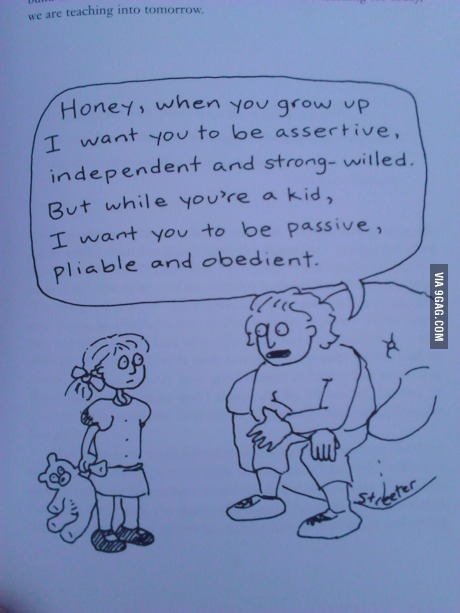 we are teaching into tomorrow.
Honey, when you grow up
I want you to be assertive,
independent and strong-willed.
But while you're a kid,
I want you to be passive,
pliable and obedient.
VIA 9GAG.COM
Streeter